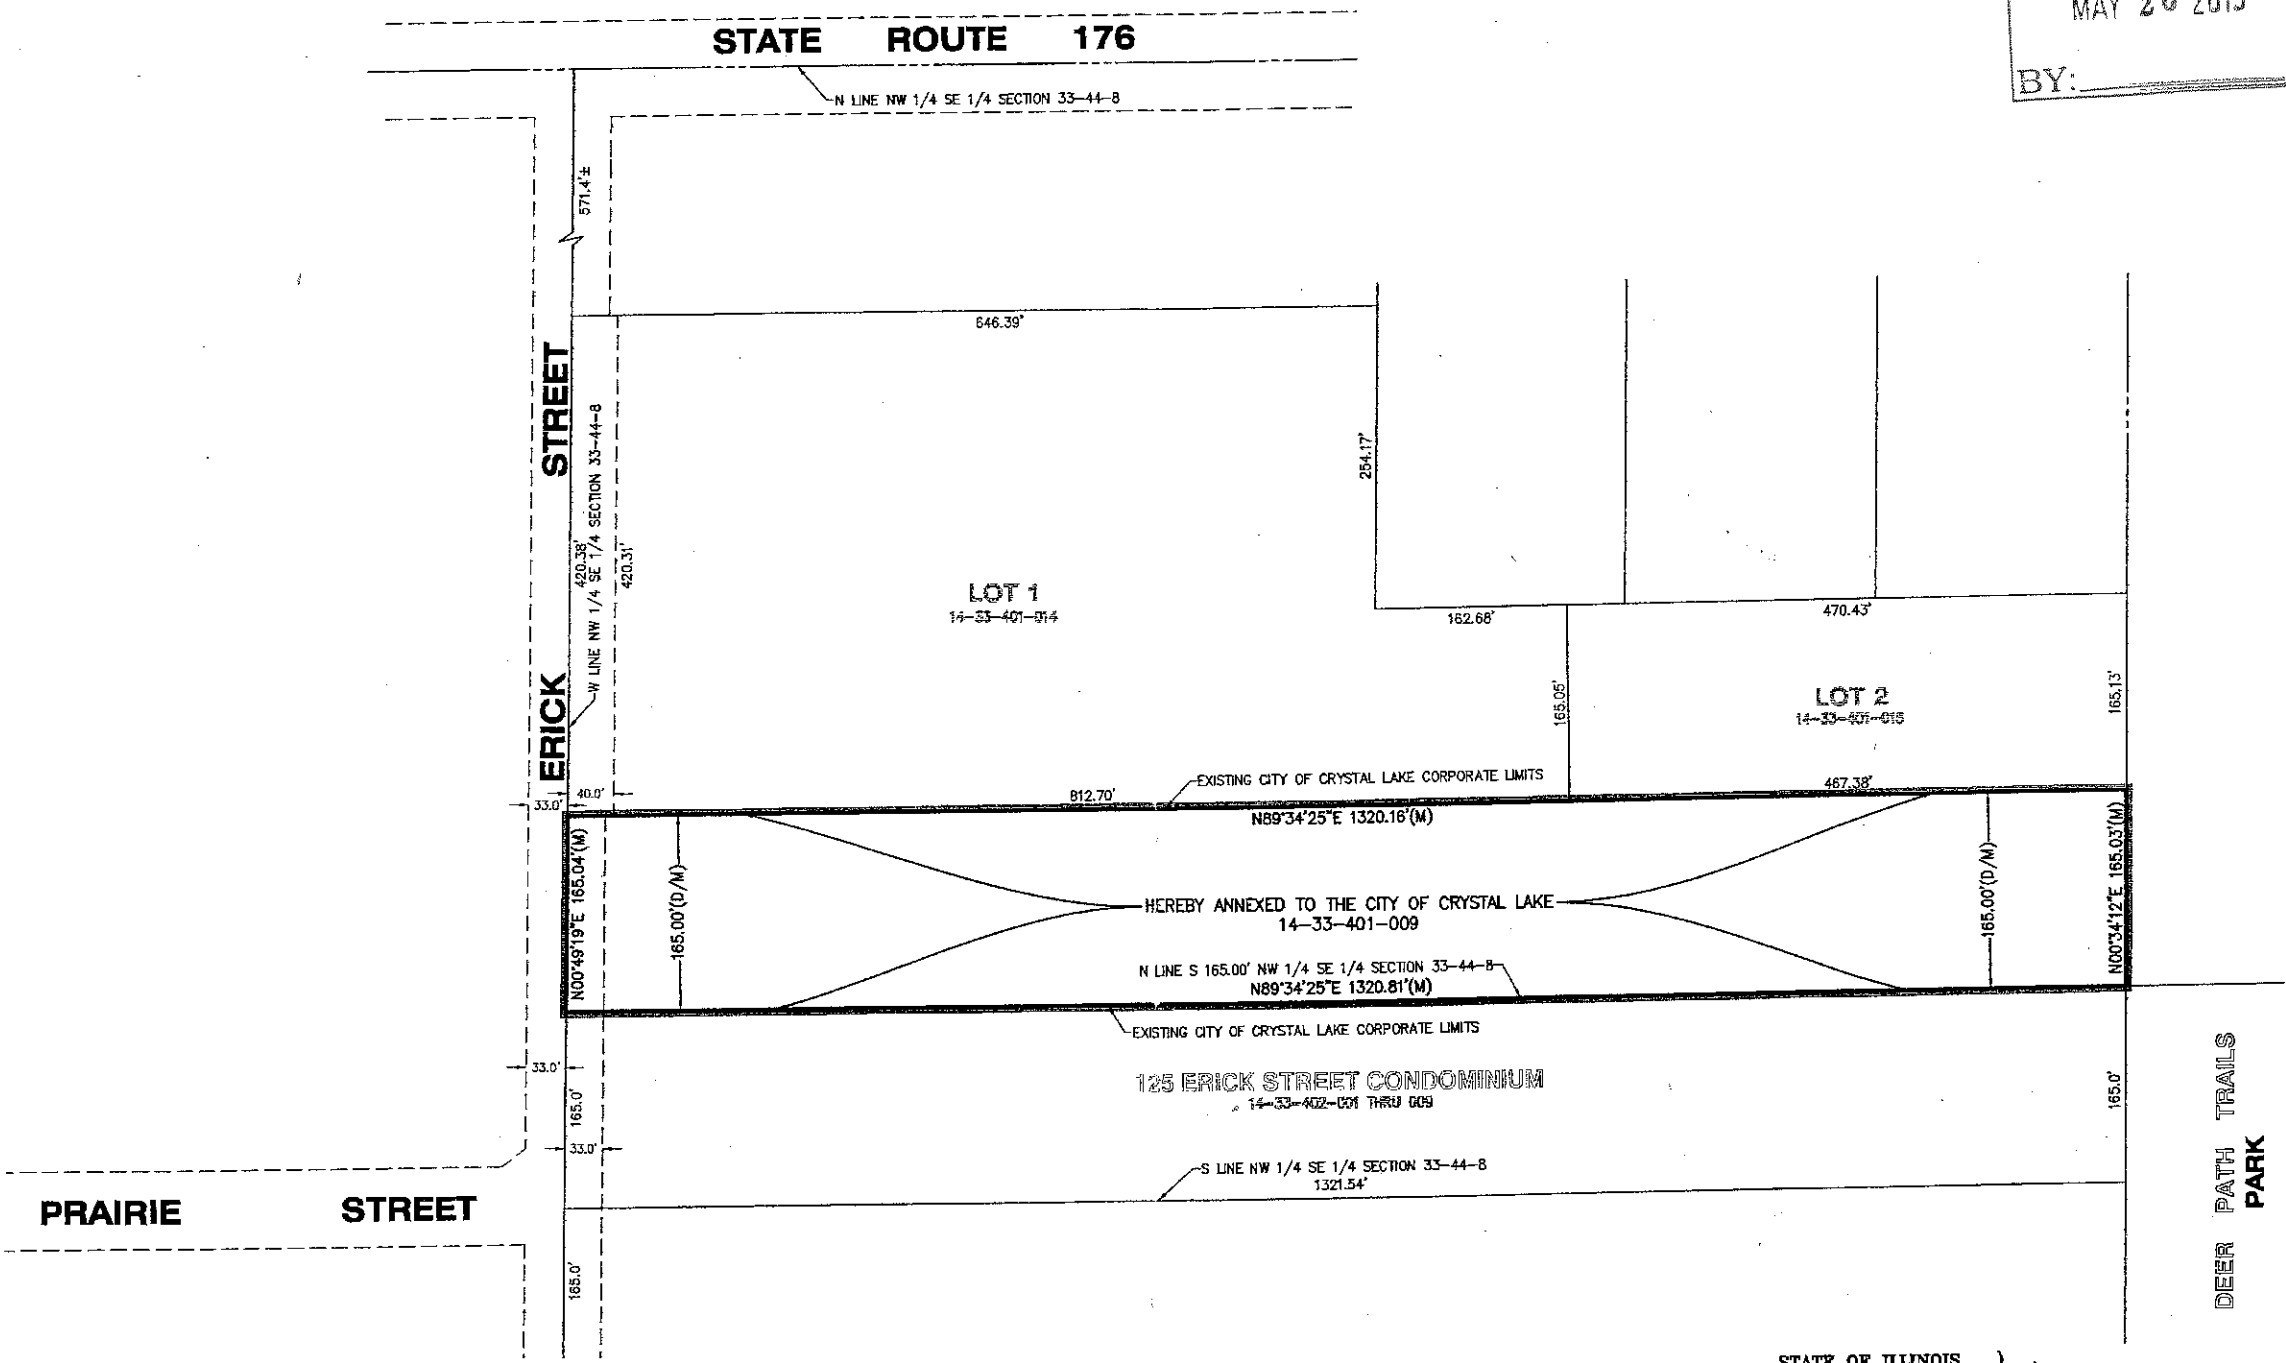 MAY 2015
BY:
STATE ROUTE 176
N LINE NW 1/4 SE 1/4 SECTION 33-44-8
571.4'±
646.39'
STREET
W LINE NW 1/4 SE 1/4 SECTION 33-44-8
420.38'
420.31'
254.17'
LOT 1
14-33-401-014
162.68'
470.43'
165.05'
LOT 2
165.13'
ERICK
33.0'
40.0'
812.70'
EXISTING CITY OF CRYSTAL LAKE CORPORATE LIMITS
467.38'
N89°34'25"E 1320.16'(M)
N00°49'19"E 165.04'(M)
165.00'(D/M)
HEREBY ANNEXED TO THE CITY OF CRYSTAL LAKE
14-33-401-009
165.00'(D/M)
N00°34'12"E 165.03'(M)
N LINE S 165.00' NW 1/4 SE 1/4 SECTION 33-44-8
N89°34'25"E 1320.81'(M)
EXISTING CITY OF CRYSTAL LAKE CORPORATE LIMITS
33.0'
165.0'
125 ERICK STREET CONDOMINIUM
14-33-402-001 THRU 009
165.0'
33.0'
S LINE NW 1/4 SE 1/4 SECTION 33-44-8
1321.54'
PRAIRIE STREET
165.0'
DEER PATH TRAILS
PARK
STATE OF ILLINOIS )